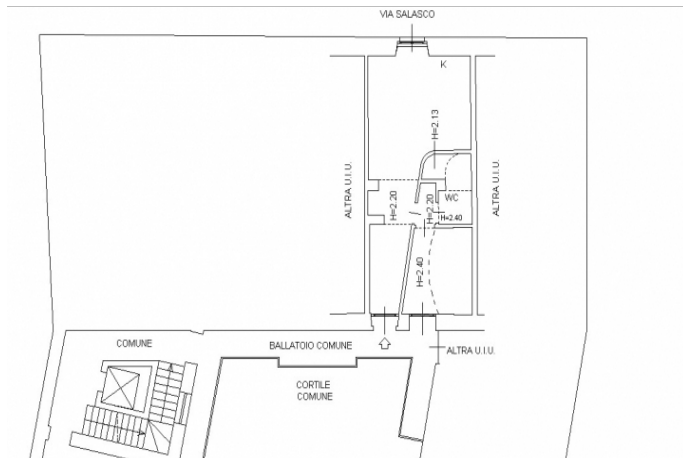 VIA SALASCO
K
H=2.13
ALTRA U.I.U.
ALTRA U.I.U.
WC
H=2.20
H=2.20
H=2.40
H=2.40
COMUNE
BALLATOIO COMUNE
ALTRA U.I.U.
CORTILE
COMUNE